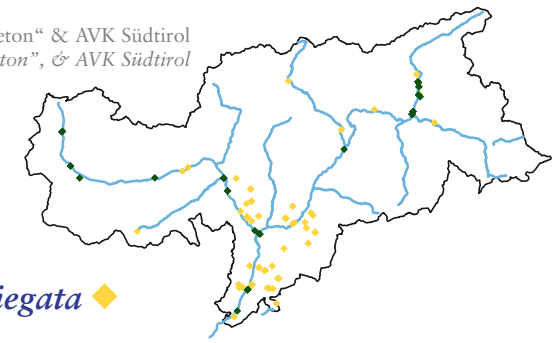 eton“ & AVK Südtirol
ton”, & AVK Südtirol
iegata